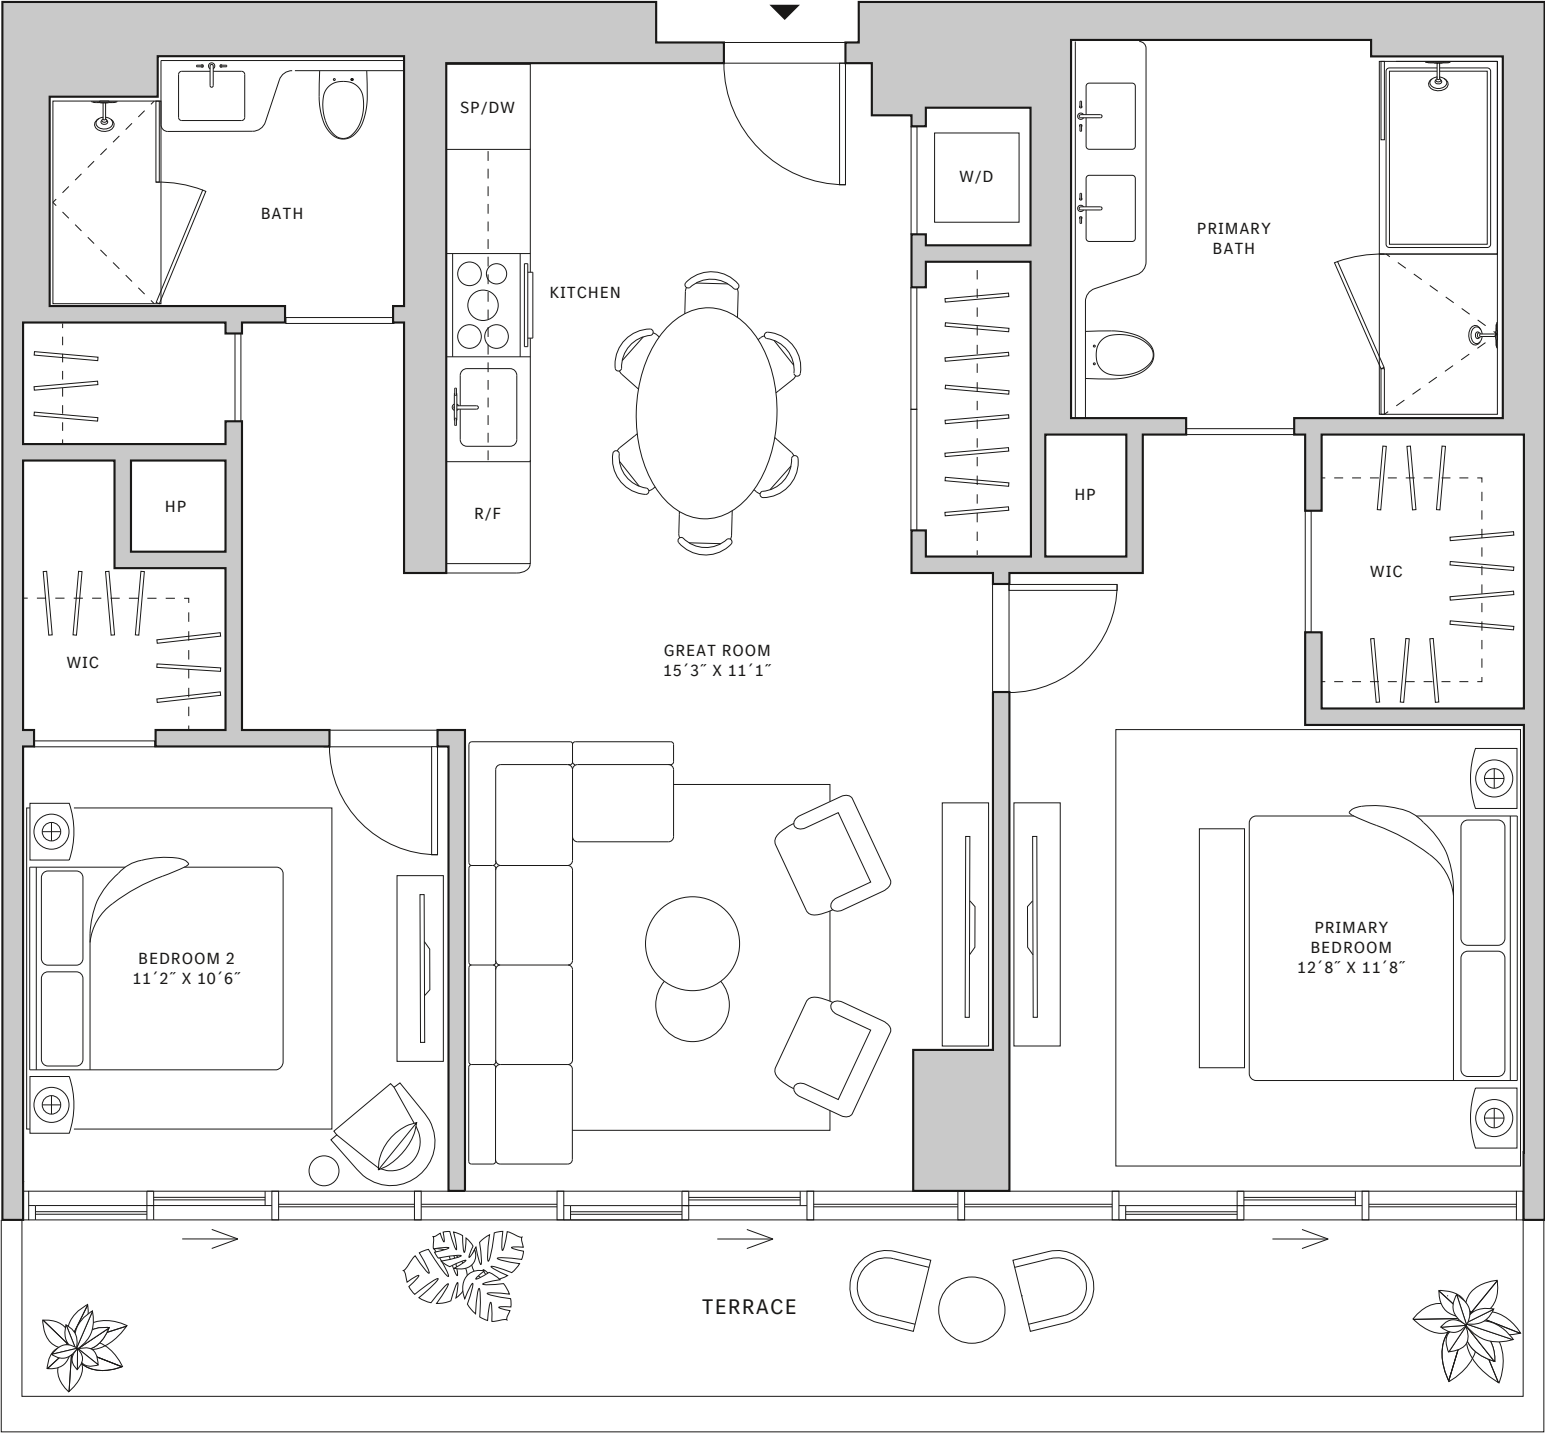 SP/DW
W/D
BATH
PRIMARY
BATH
KITCHEN
HP
R/F
HP
WIC
WIC
GREAT ROOM
15´3˝ X 11´1˝
BEDROOM 2
11´2˝ X 10´6˝
PRIMARY
BEDROOM
12´8˝ X 11´8˝
TERRACE